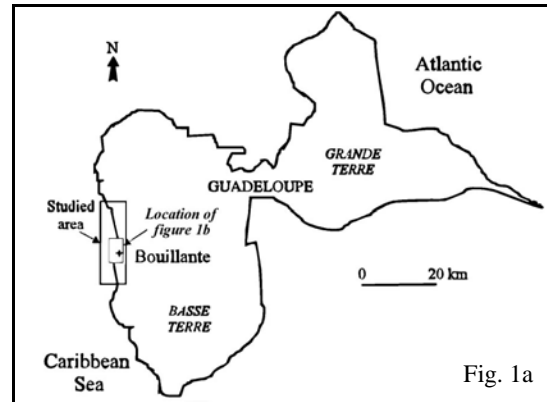 N
Atlantic
Ocean
GRANDE
TERRE
GUADELOUPE
Studied
area
Location of
figure 1b
Bouillante
0 20 km
BASSE
TERRE
Caribbean
Sea
Fig. 1a